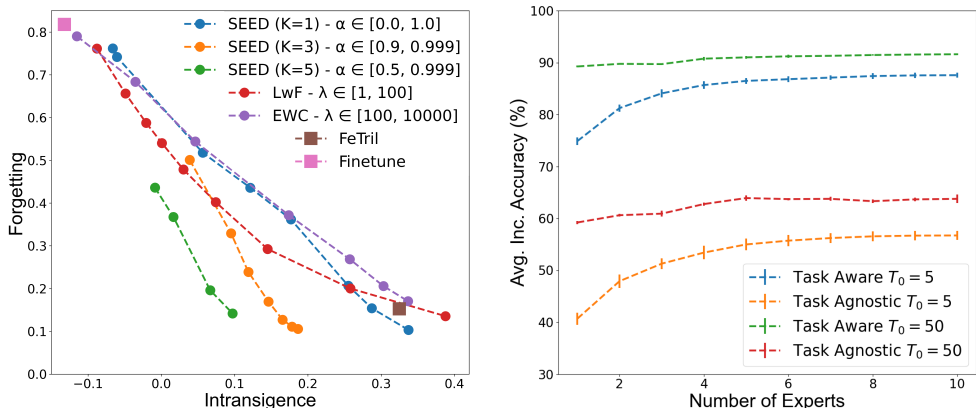 0.8
0.7
0.6
0.5
0.4
0.3
0.2
0.1
0.0
Forgetting
SEED (K=1) - α ∈ [0.0, 1.0]
SEED (K=3) - α ∈ [0.9, 0.999]
SEED (K=5) - α ∈ [0.5, 0.999]
LwF - λ ∈ [1, 100]
EWC - λ ∈ [100, 10000]
FeTril
Finetune
−0.1 0.0 0.1 0.2 0.3 0.4
Intransigence
100
90
80
70
60
50
40
30
Avg. Inc. Accuracy (%)
Task Aware T₀ = 5
Task Agnostic T₀ = 5
Task Aware T₀ = 50
Task Agnostic T₀ = 50
2 4 6 8 10
Number of Experts